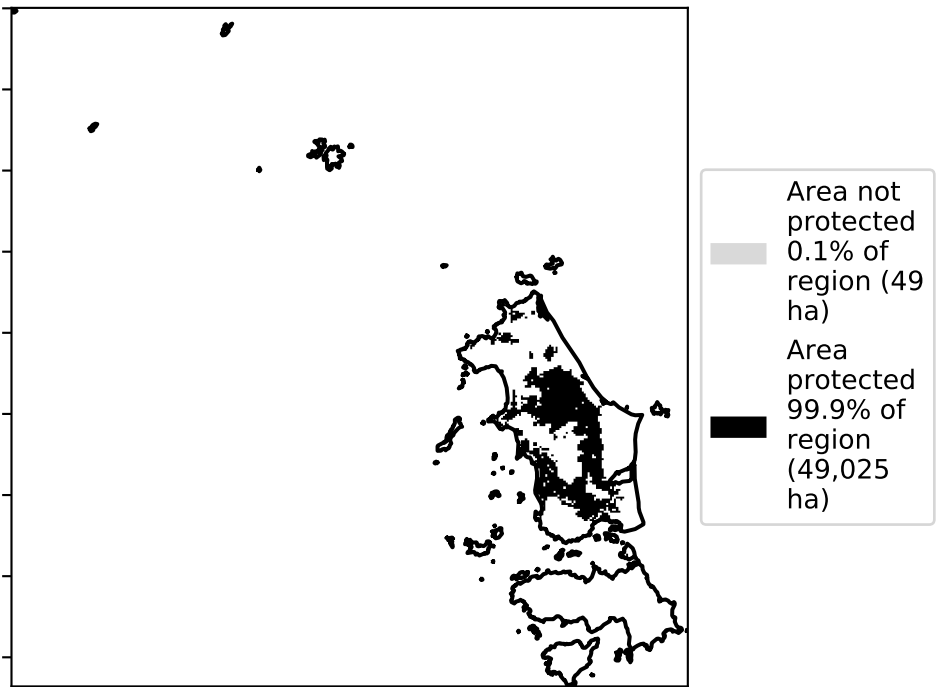 Area not
protected
0.1% of
region (49
ha)
Area
protected
99.9% of
region
(49,025
ha)